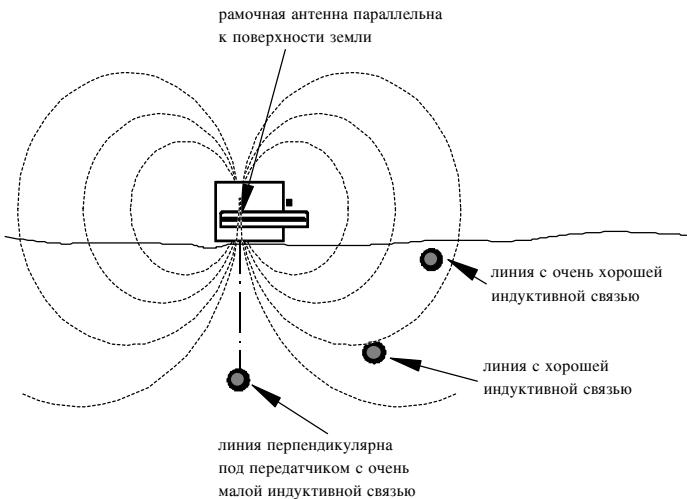 рамочная антенна параллельна
к поверхности земли
линия с очень хорошей
индуктивной связью
линия с хорошей
индуктивной связью
линия перпендикулярна
под передатчиком с очень
малой индуктивной связью